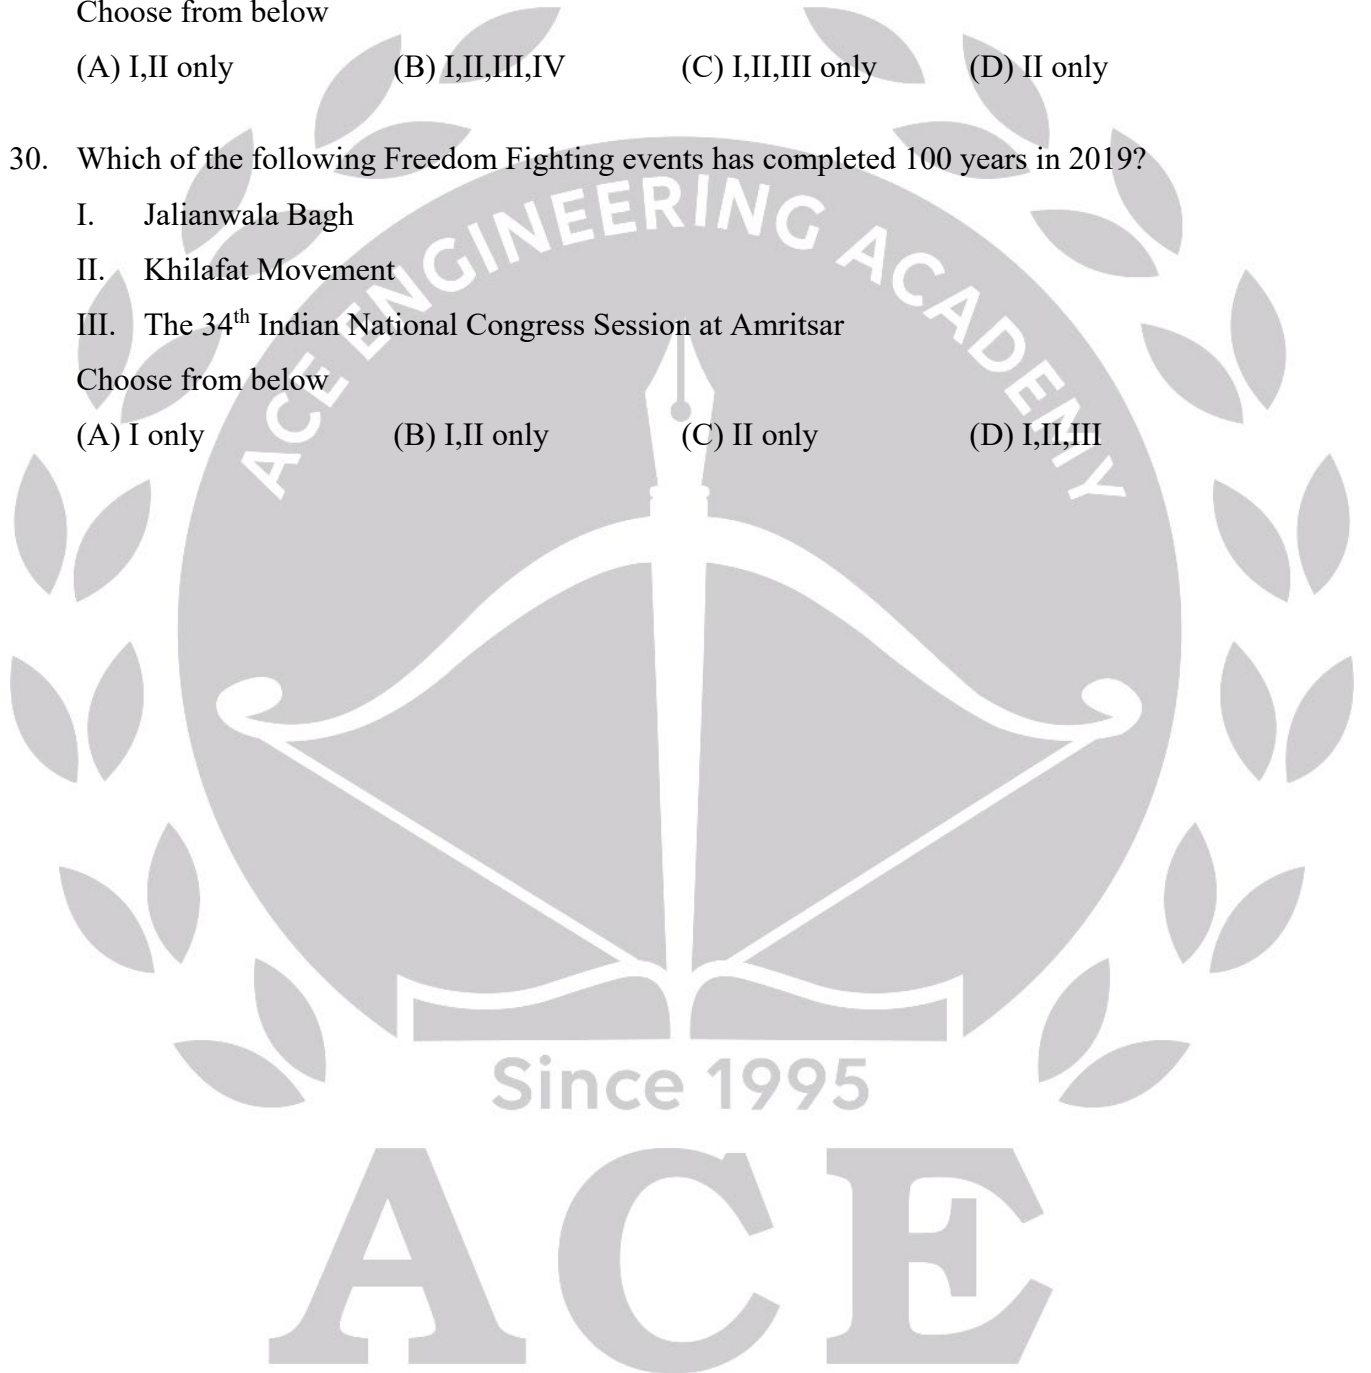 Choose from below
(A) I,II only (B) I,II,III,IV (C) I,II,III only (D) II only
30. Which of the following Freedom Fighting events has completed 100 years in 2019?
I. Jalianwala Bagh
II. Khilafat Movement
III. The 34th Indian National Congress Session at Amritsar
Choose from below
(A) I only (B) I,II only (C) II only (D) I,II,III
ACE ENGINEERING ACADEMY
Since 1995
ACE